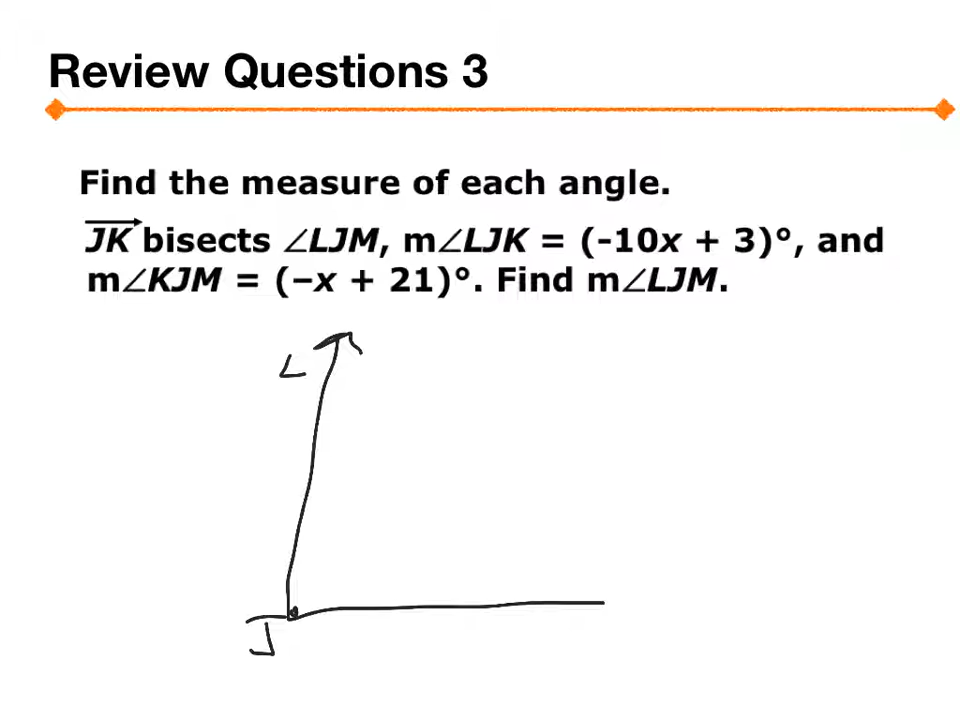 Review Questions 3
Find the measure of each angle.
JK bisects ∠LJM, m∠LJK = (-10x + 3)°, and
m∠KJM = (–x + 21)°. Find m∠LJM.
L
J